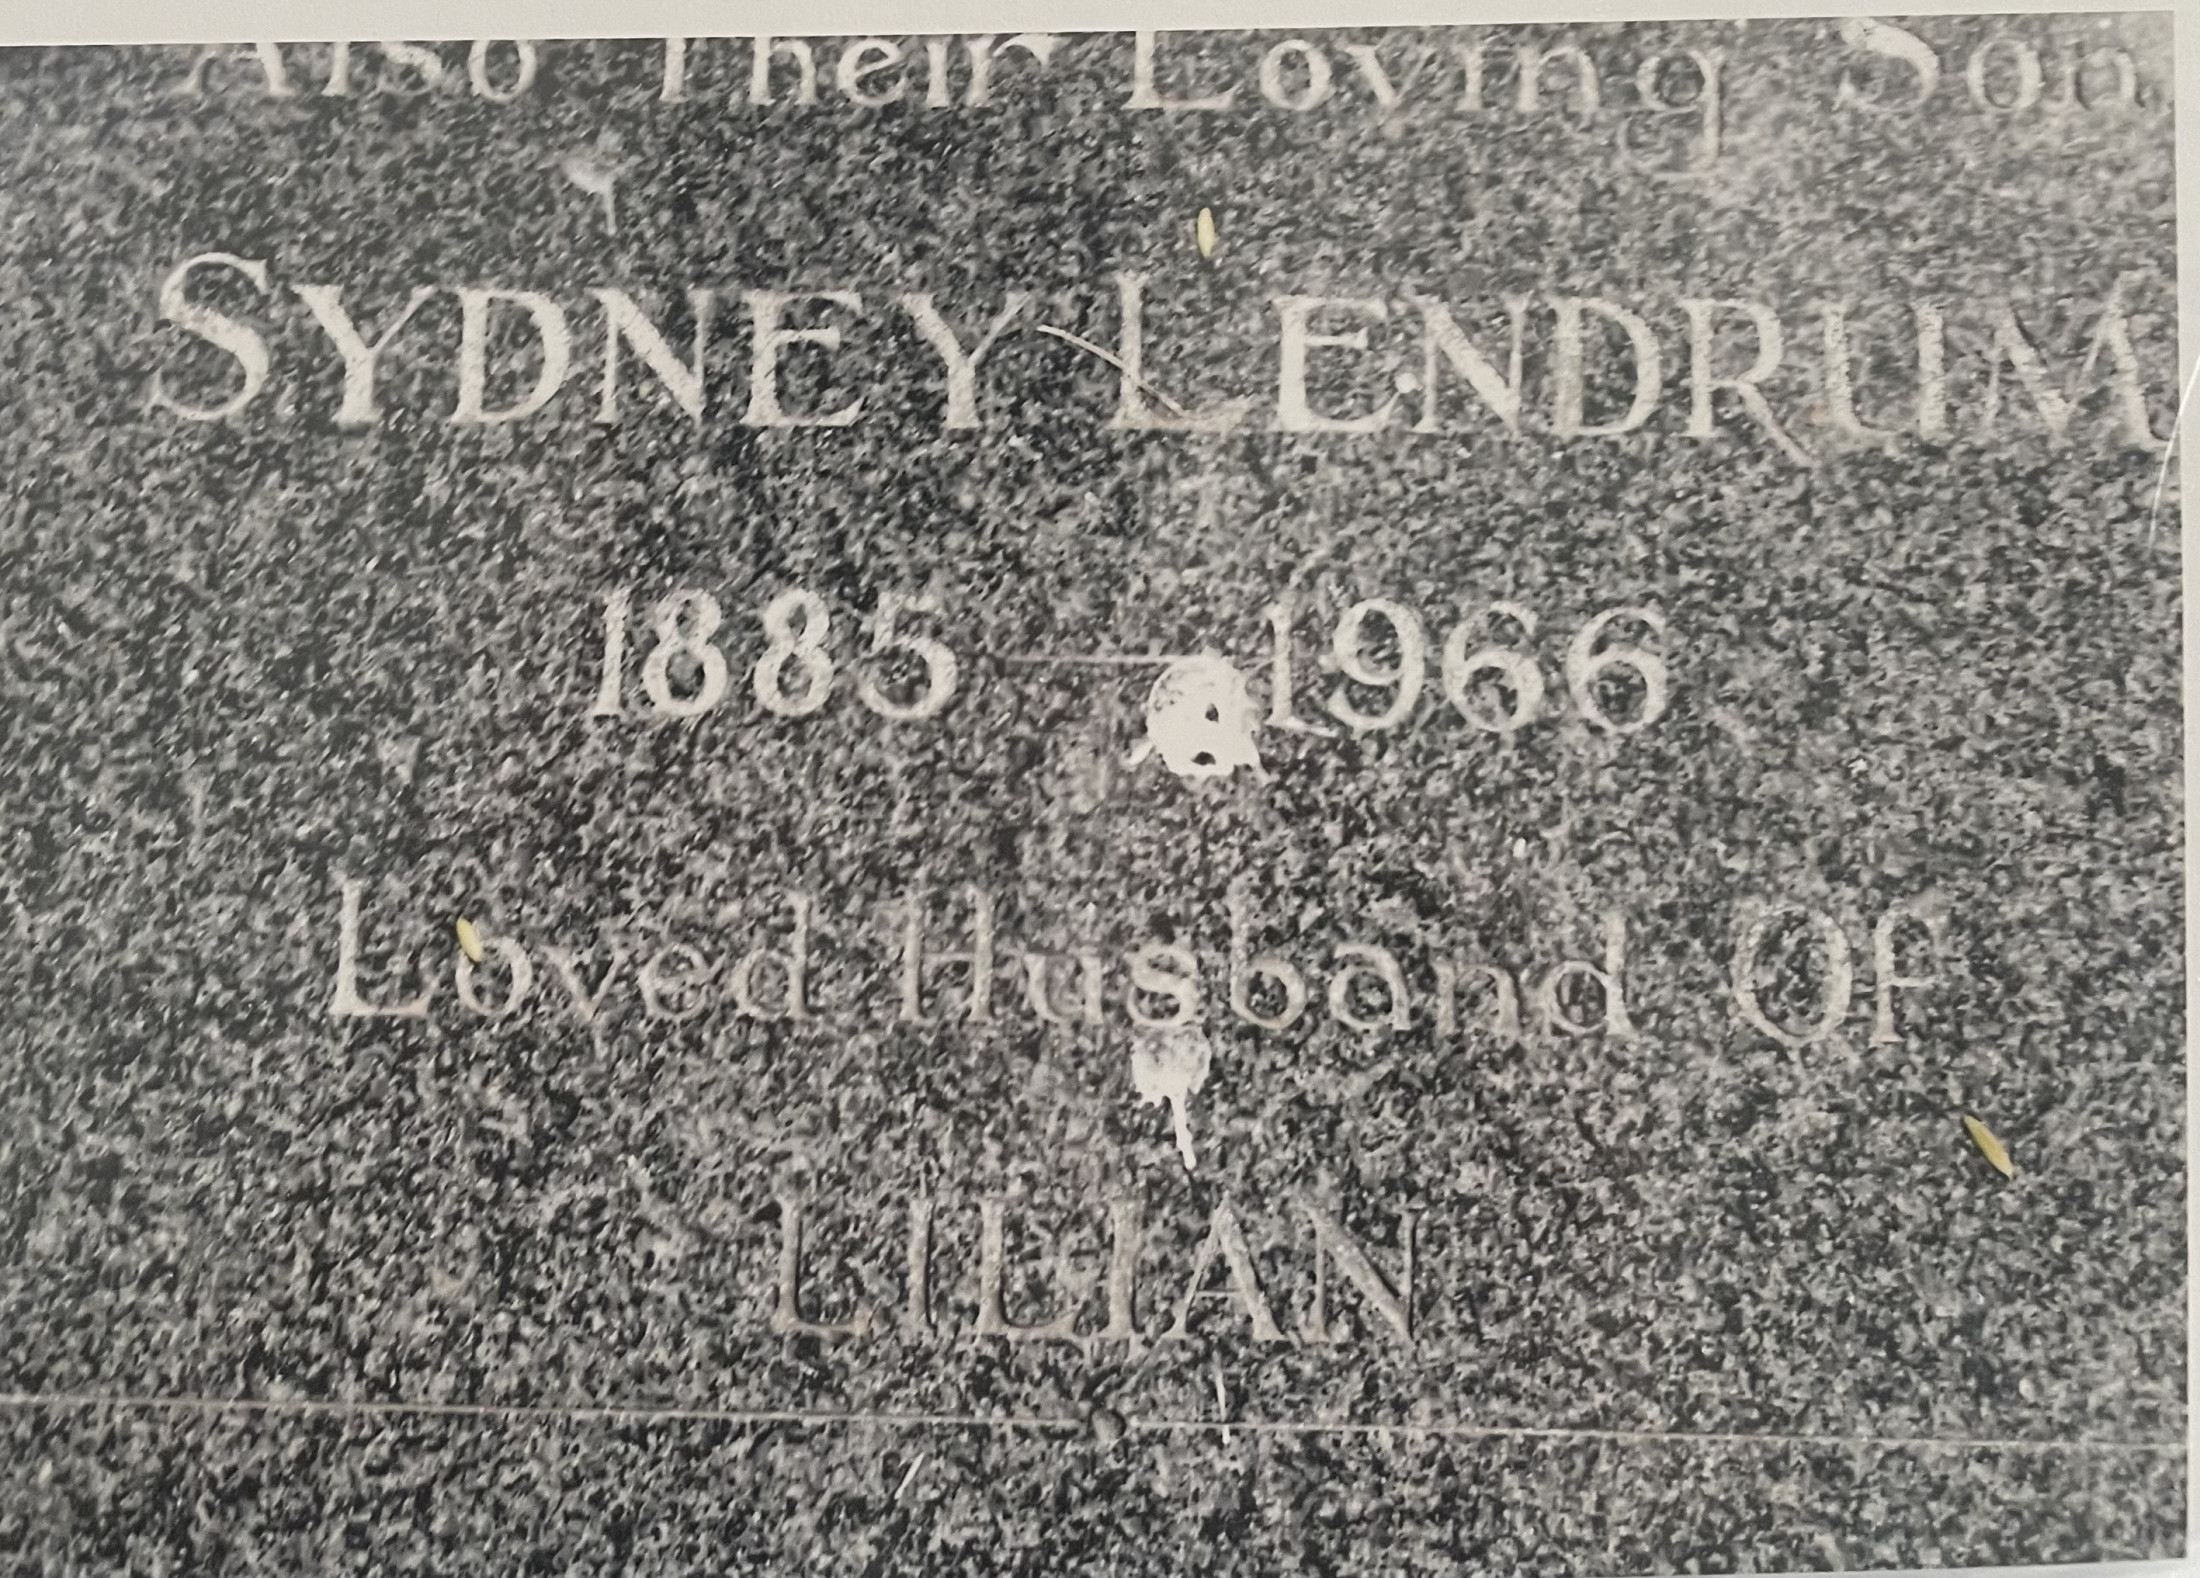 Also Their Loving Son
SYDNEY LENDRUM
1885 — 1966
Loved Husband Of
LILIAN